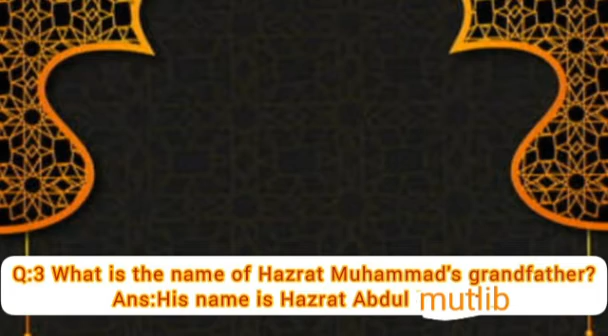 Q:3 What is the name of Hazrat Muhammad's grandfather?
Ans:His name is Hazrat Abdul mutlib